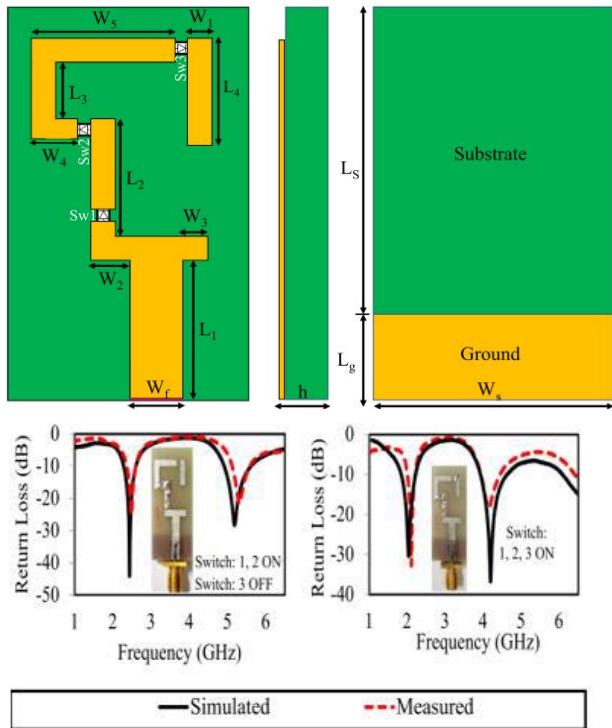 W5
W1
Sw3
L3
L4
W4
Sw2
L2
Sw1
W3
W2
L1
Wf
h
Substrate
LS
Lg
Ground
Ws
Return Loss (dB)
0
-10
-20
-30
-40
-50
Switch: 1, 2 ON
Switch: 3 OFF
1 2 3 4 5 6
Frequency (GHz)
Return Loss (dB)
0
-10
-20
-30
-40
Switch:
1, 2, 3 ON
1 2 3 4 5 6
Frequency (GHz)
Simulated Measured